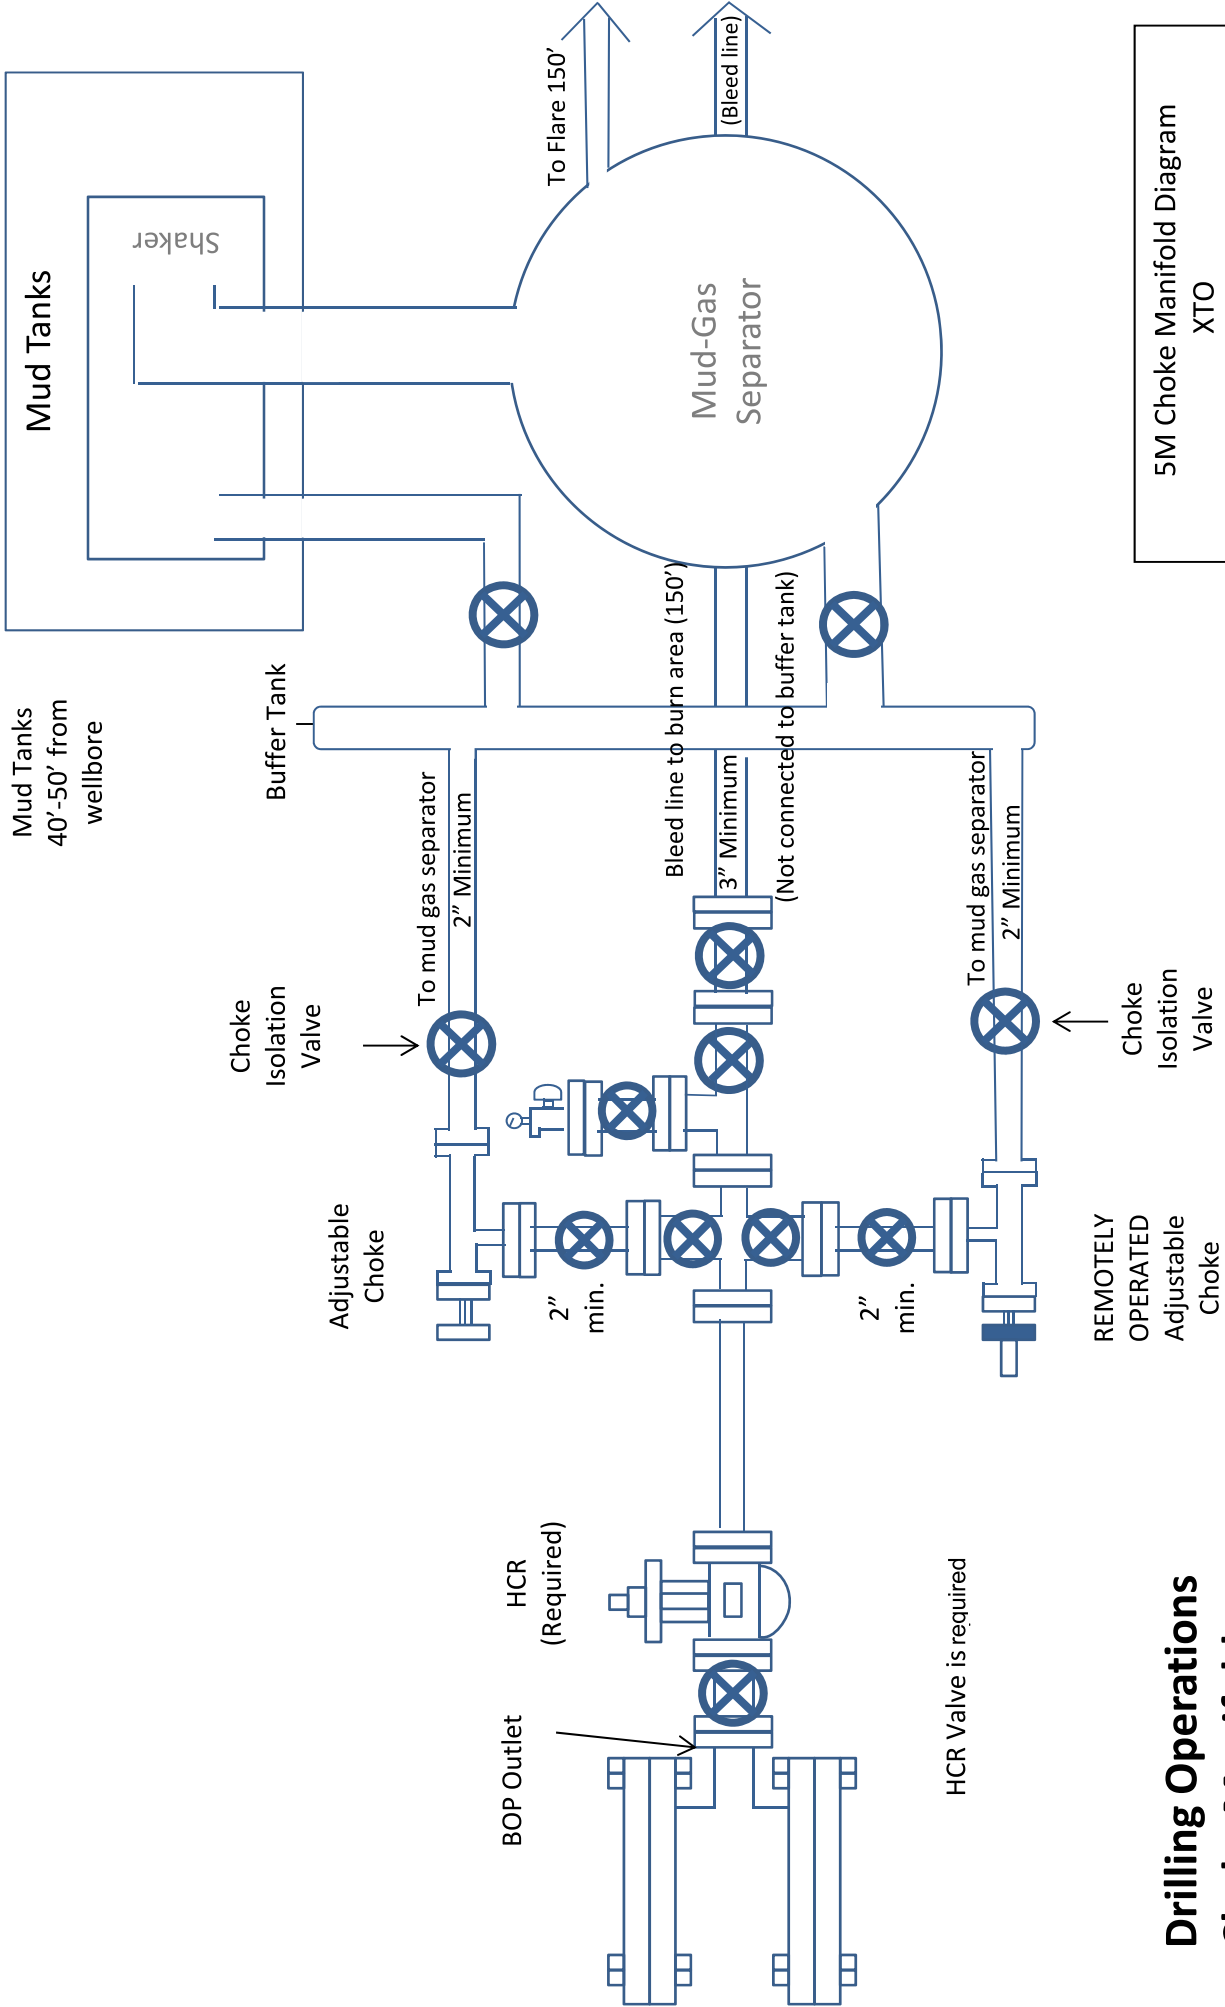 Drilling Operations
5M Choke Manifold Diagram
XTO
Mud Tanks
Shaker
Mud Tanks
40’-50’ from
wellbore
Buffer Tank
To Flare 150’
(Bleed line)
Mud-Gas
Separator
Bleed line to burn area (150’)
3” Minimum
(Not connected to buffer tank)
To mud gas separator
2” Minimum
To mud gas separator
2” Minimum
Choke
Isolation
Valve
Choke
Isolation
Valve
Adjustable
Choke
2”
min.
2”
min.
REMOTELY
OPERATED
Adjustable
Choke
HCR
(Required)
BOP Outlet
HCR Valve is required